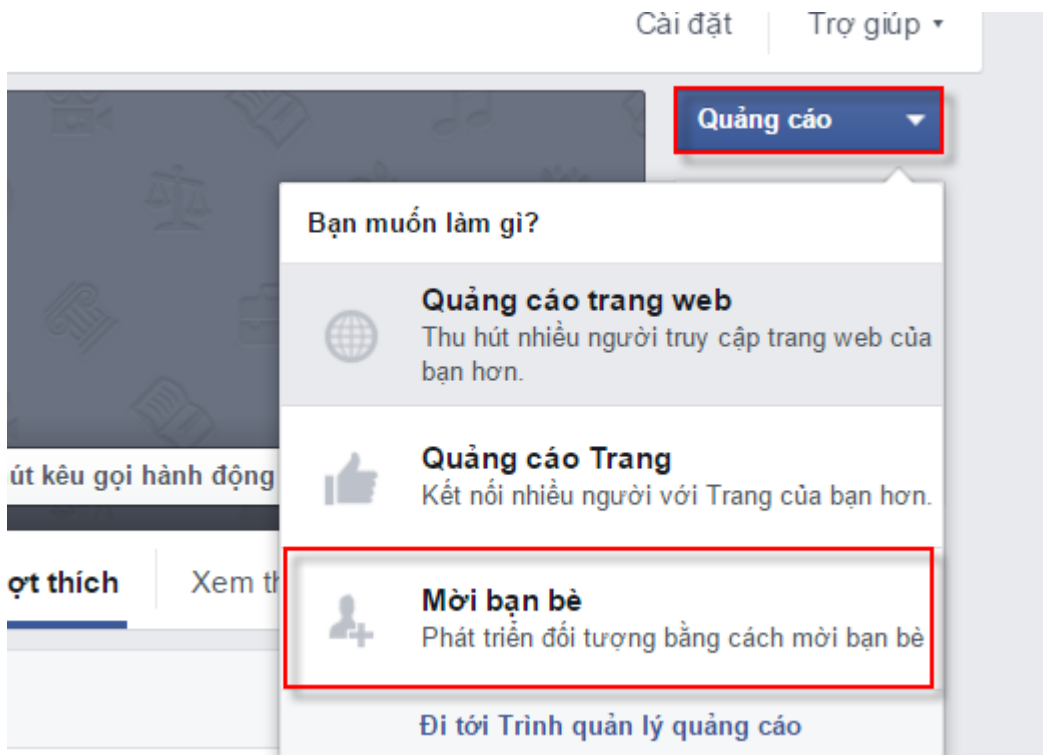 Cài đặt
Trợ giúp
Quảng cáo
Bạn muốn làm gì?
Quảng cáo trang web
Thu hút nhiều người truy cập trang web của
bạn hơn.
Quảng cáo Trang
Kết nối nhiều người với Trang của bạn hơn.
út kêu gọi hành động
ợt thích
Xem
Mời bạn bè
Phát triển đối tượng bằng cách mời bạn bè
Đi tới Trình quản lý quảng cáo